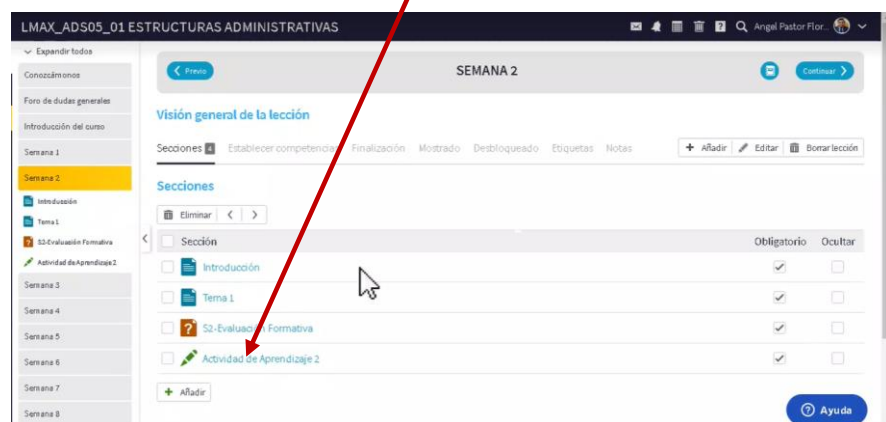 LMAX_ADS05_01 ESTRUCTURAS ADMINISTRATIVAS
Angel Pastor Flor...
Expandir todos
Conozcámonos
Foro de dudas generales
Introducción del curso
Semana 1
Semana 2
Introducción
Tema 1
S2-Evaluación Formativa
Actividad de Aprendizaje 2
Semana 3
Semana 4
Semana 5
Semana 6
Semana 7
Semana 8
Previo
SEMANA 2
Continuar
Visión general de la lección
Secciones 4 Establecer competencias Finalización Mostrado Desbloqueado Etiquetas Notas
+ Añadir Editar Borrar lección
Secciones
Eliminar < >
Sección Obligatorio Ocultar
Introducción
Tema 1
? S2-Evaluación Formativa
Actividad de Aprendizaje 2
+ Añadir
? Ayuda